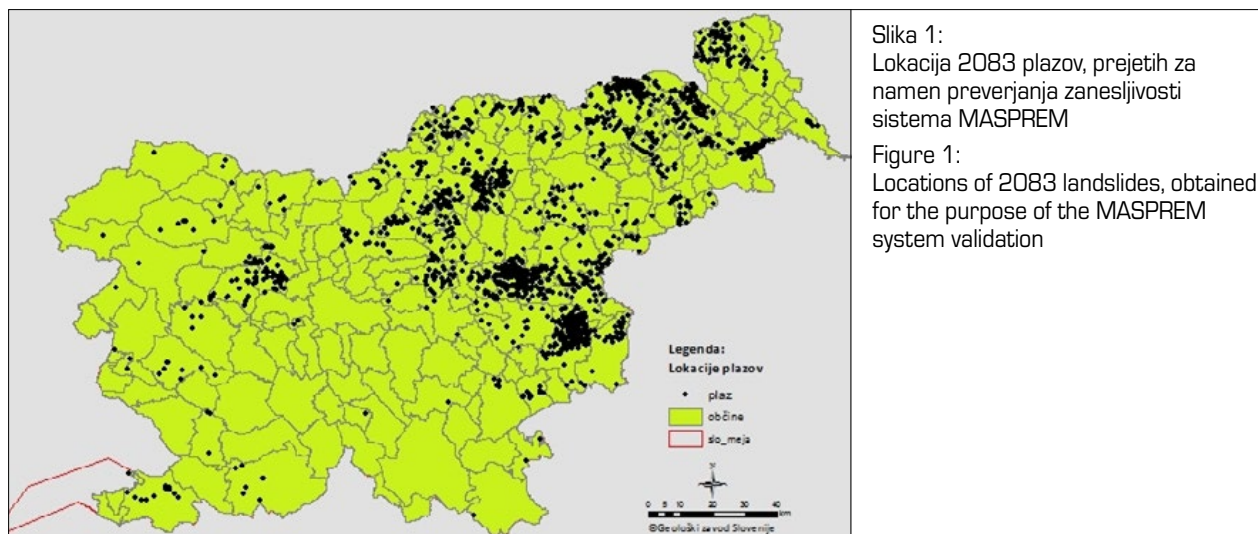 Slika 1:
Lokacija 2083 plazov, prejetih za
namen preverjanja zanesljivosti
sistema MASPREM
Figure 1:
Locations of 2083 landslides, obtained
for the purpose of the MASPREM
system validation
Legenda:
Lokacije plazov
plaz
občine
slo_meja
N
0 5 10 20 30 40
km
©Geološki zavod Slovenije